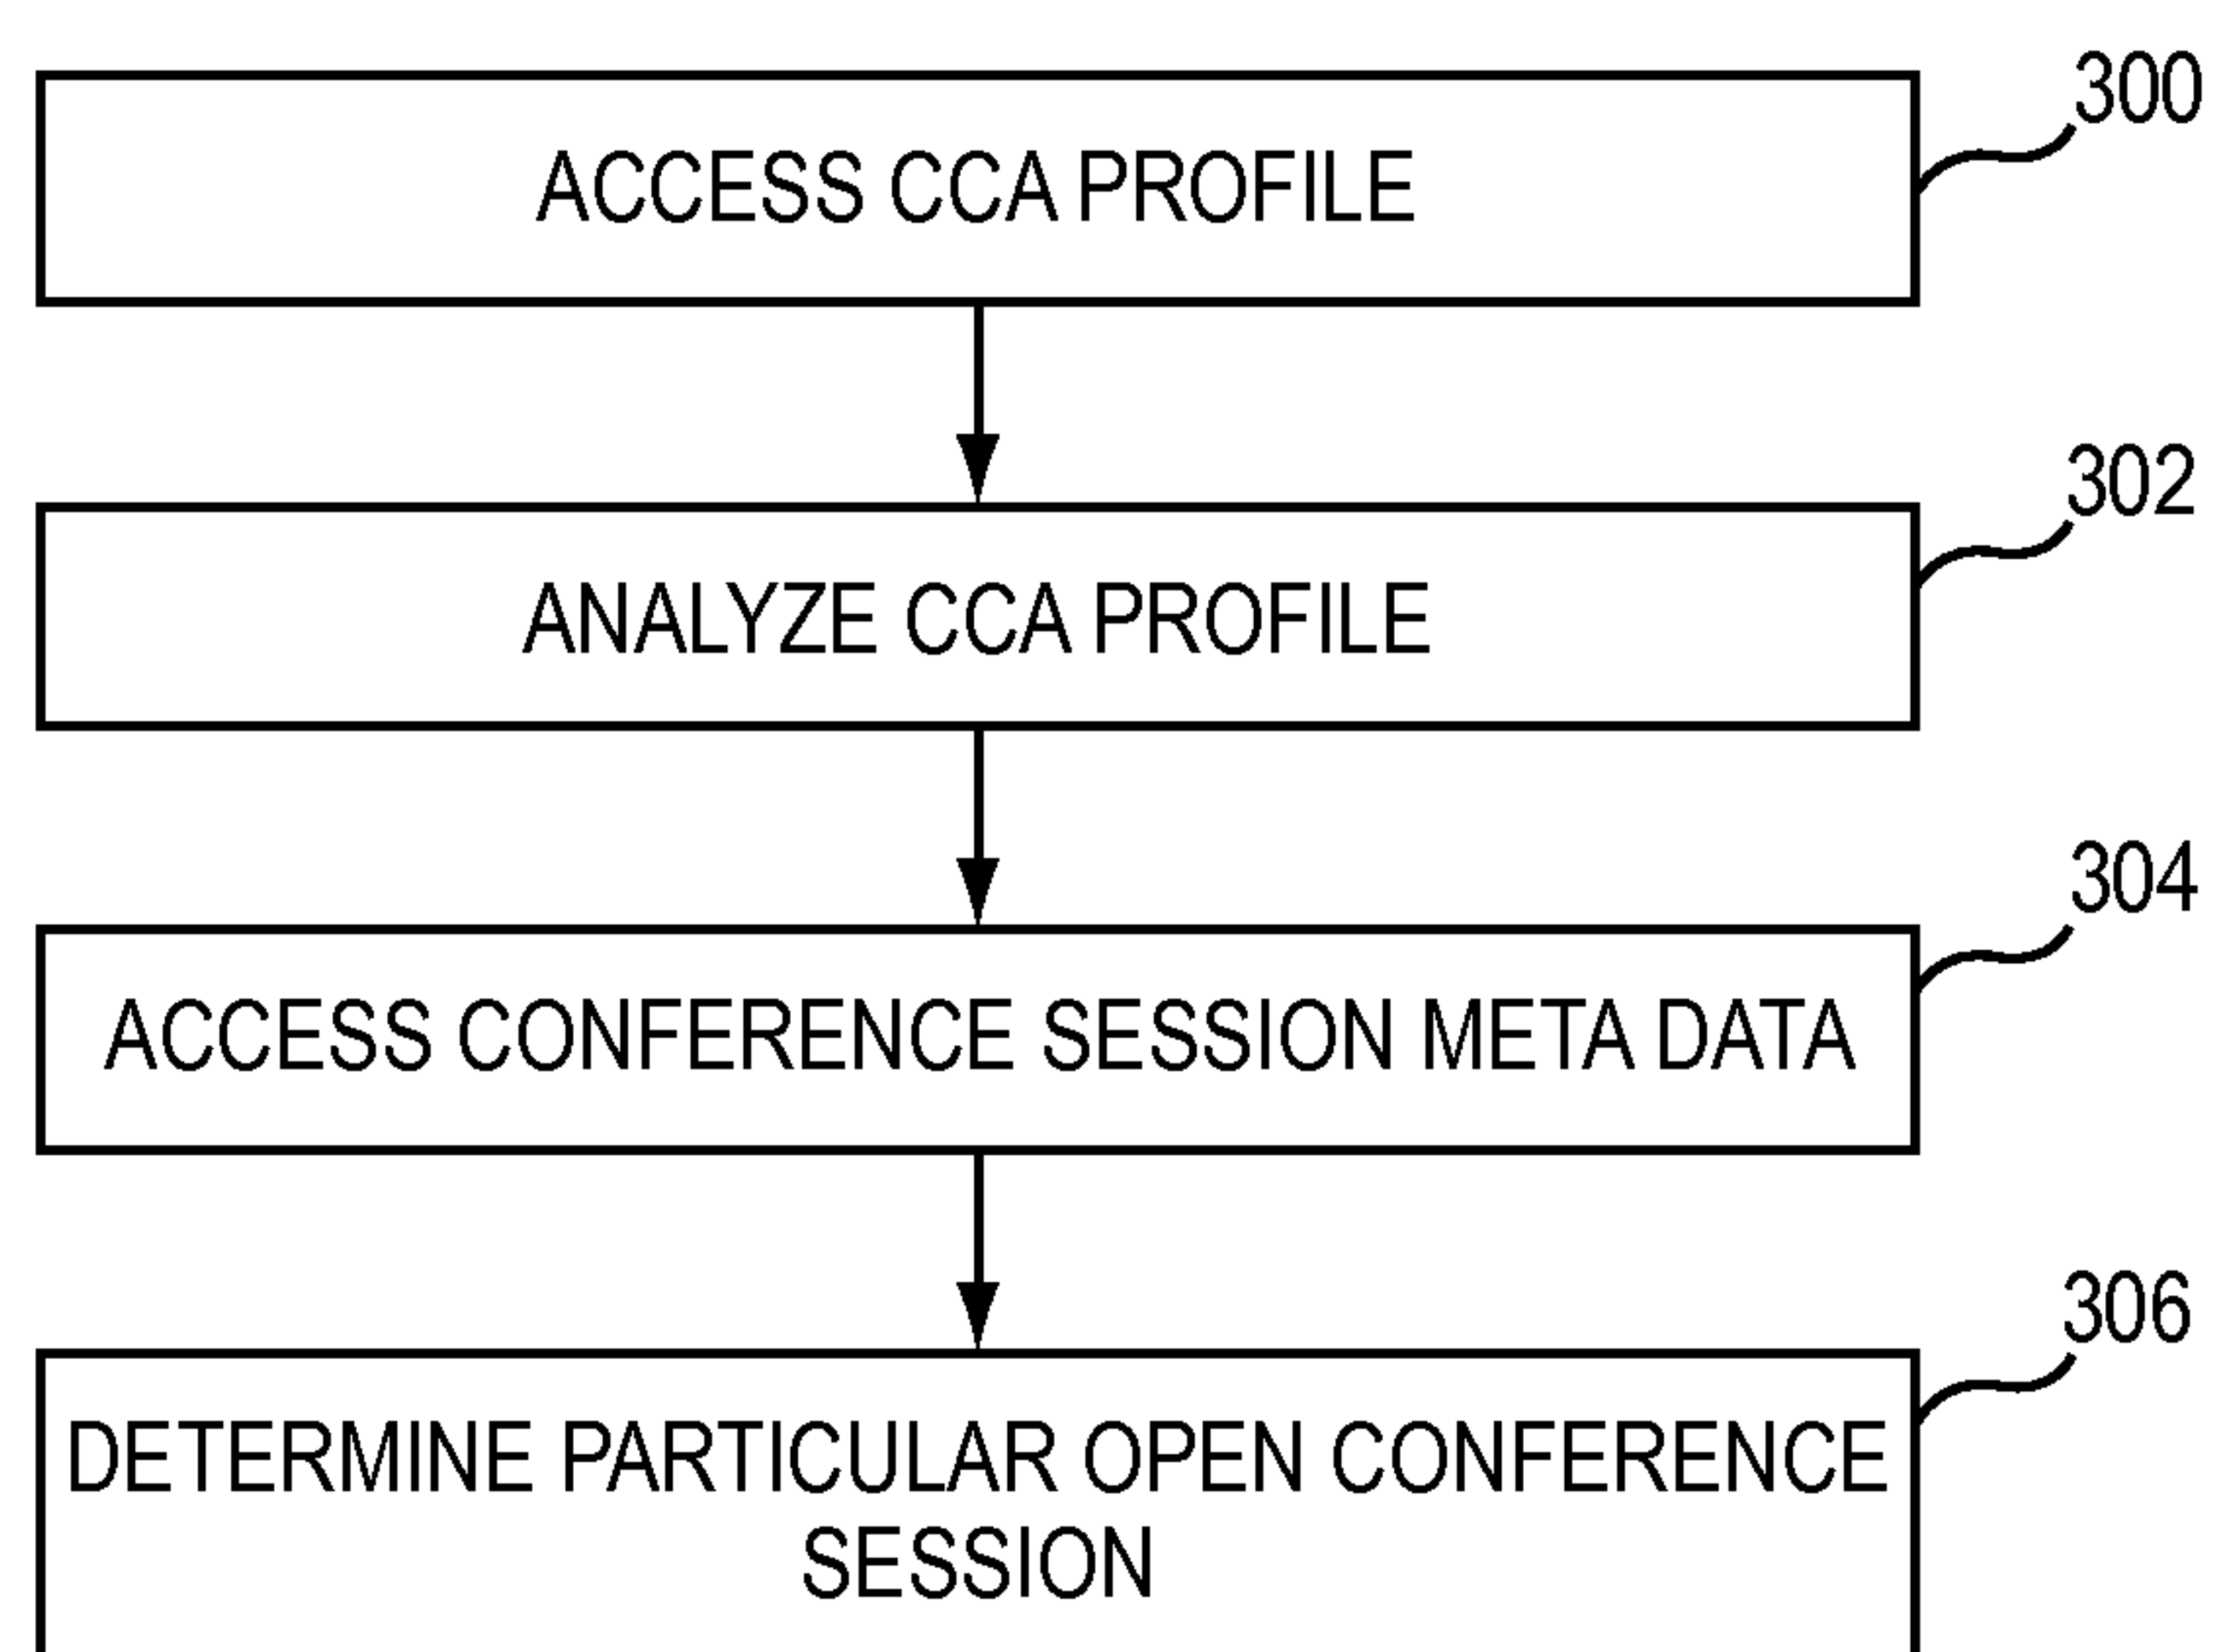 300
ACCESS CCA PROFILE
302
ANALYZE CCA PROFILE
304
ACCESS CONFERENCE SESSION META DATA
306
DETERMINE PARTICULAR OPEN CONFERENCE
SESSION